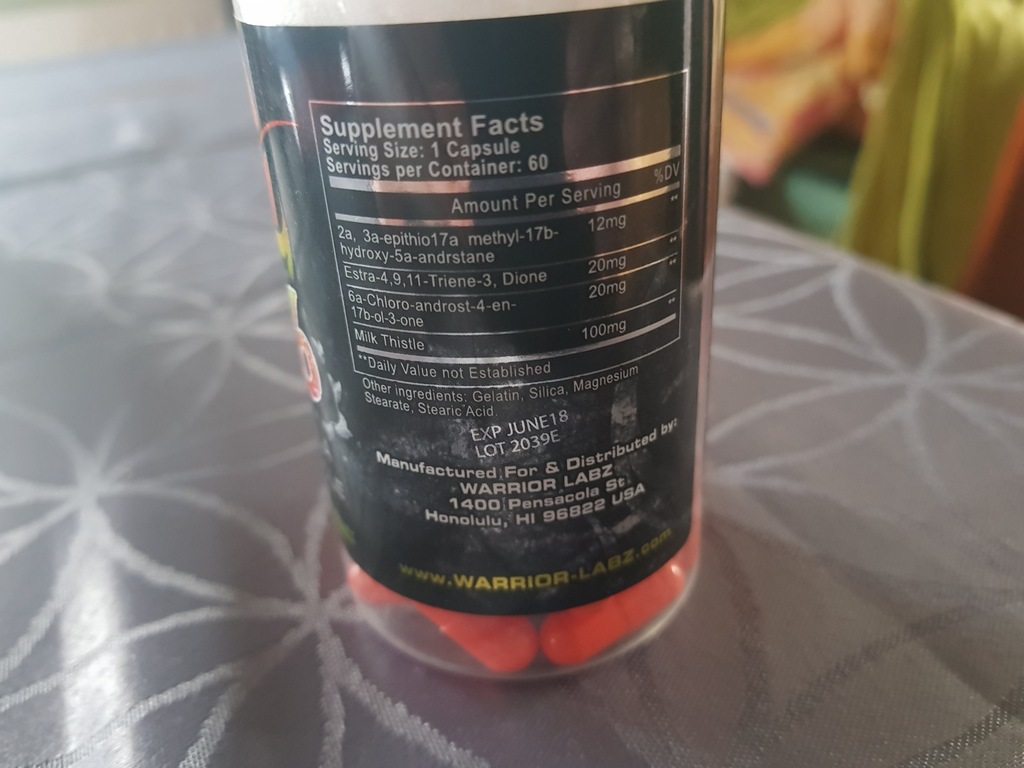 Supplement Facts
Serving Size: 1 Capsule
Servings per Container: 60
Amount Per Serving %DV
2a, 3a-epithio17a methyl-17b- 12mg **
hydroxy-5a-andrstane
Estra-4,9,11-Triene-3, Dione 20mg **
6a-Chloro-androst-4-en- 20mg **
17b-ol-3-one
Milk Thistle 100mg **
**Daily Value not Established
Other ingredients: Gelatin, Silica, Magnesium
Stearate, Stearic Acid.
EXP JUNE18
LOT 2039E
Manufactured For & Distributed by:
WARRIOR LABZ
1400 Pensacola St.
Honolulu, HI 96822 USA
www.WARRIOR-LABZ.com